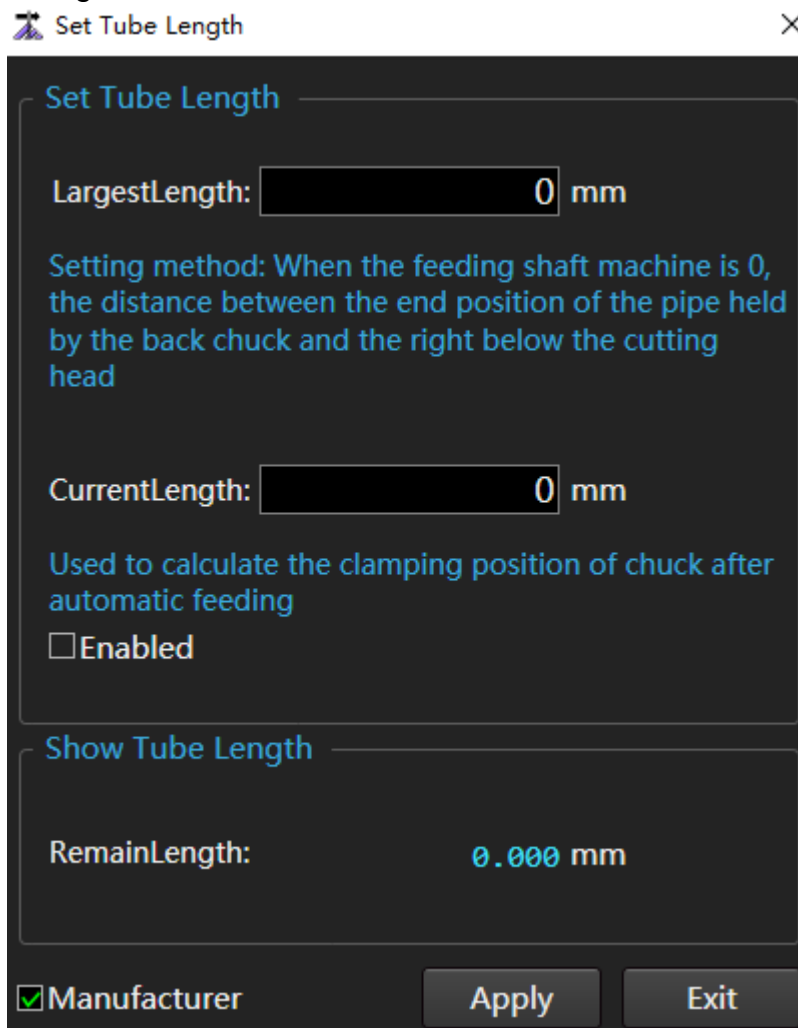 Set Tube Length
Set Tube Length
LargestLength: 0 mm
Setting method: When the feeding shaft machine is 0,
the distance between the end position of the pipe held
by the back chuck and the right below the cutting
head
CurrentLength: 0 mm
Used to calculate the clamping position of chuck after
automatic feeding
Enabled
Show Tube Length
RemainLength: 0.000 mm
Manufacturer Apply Exit